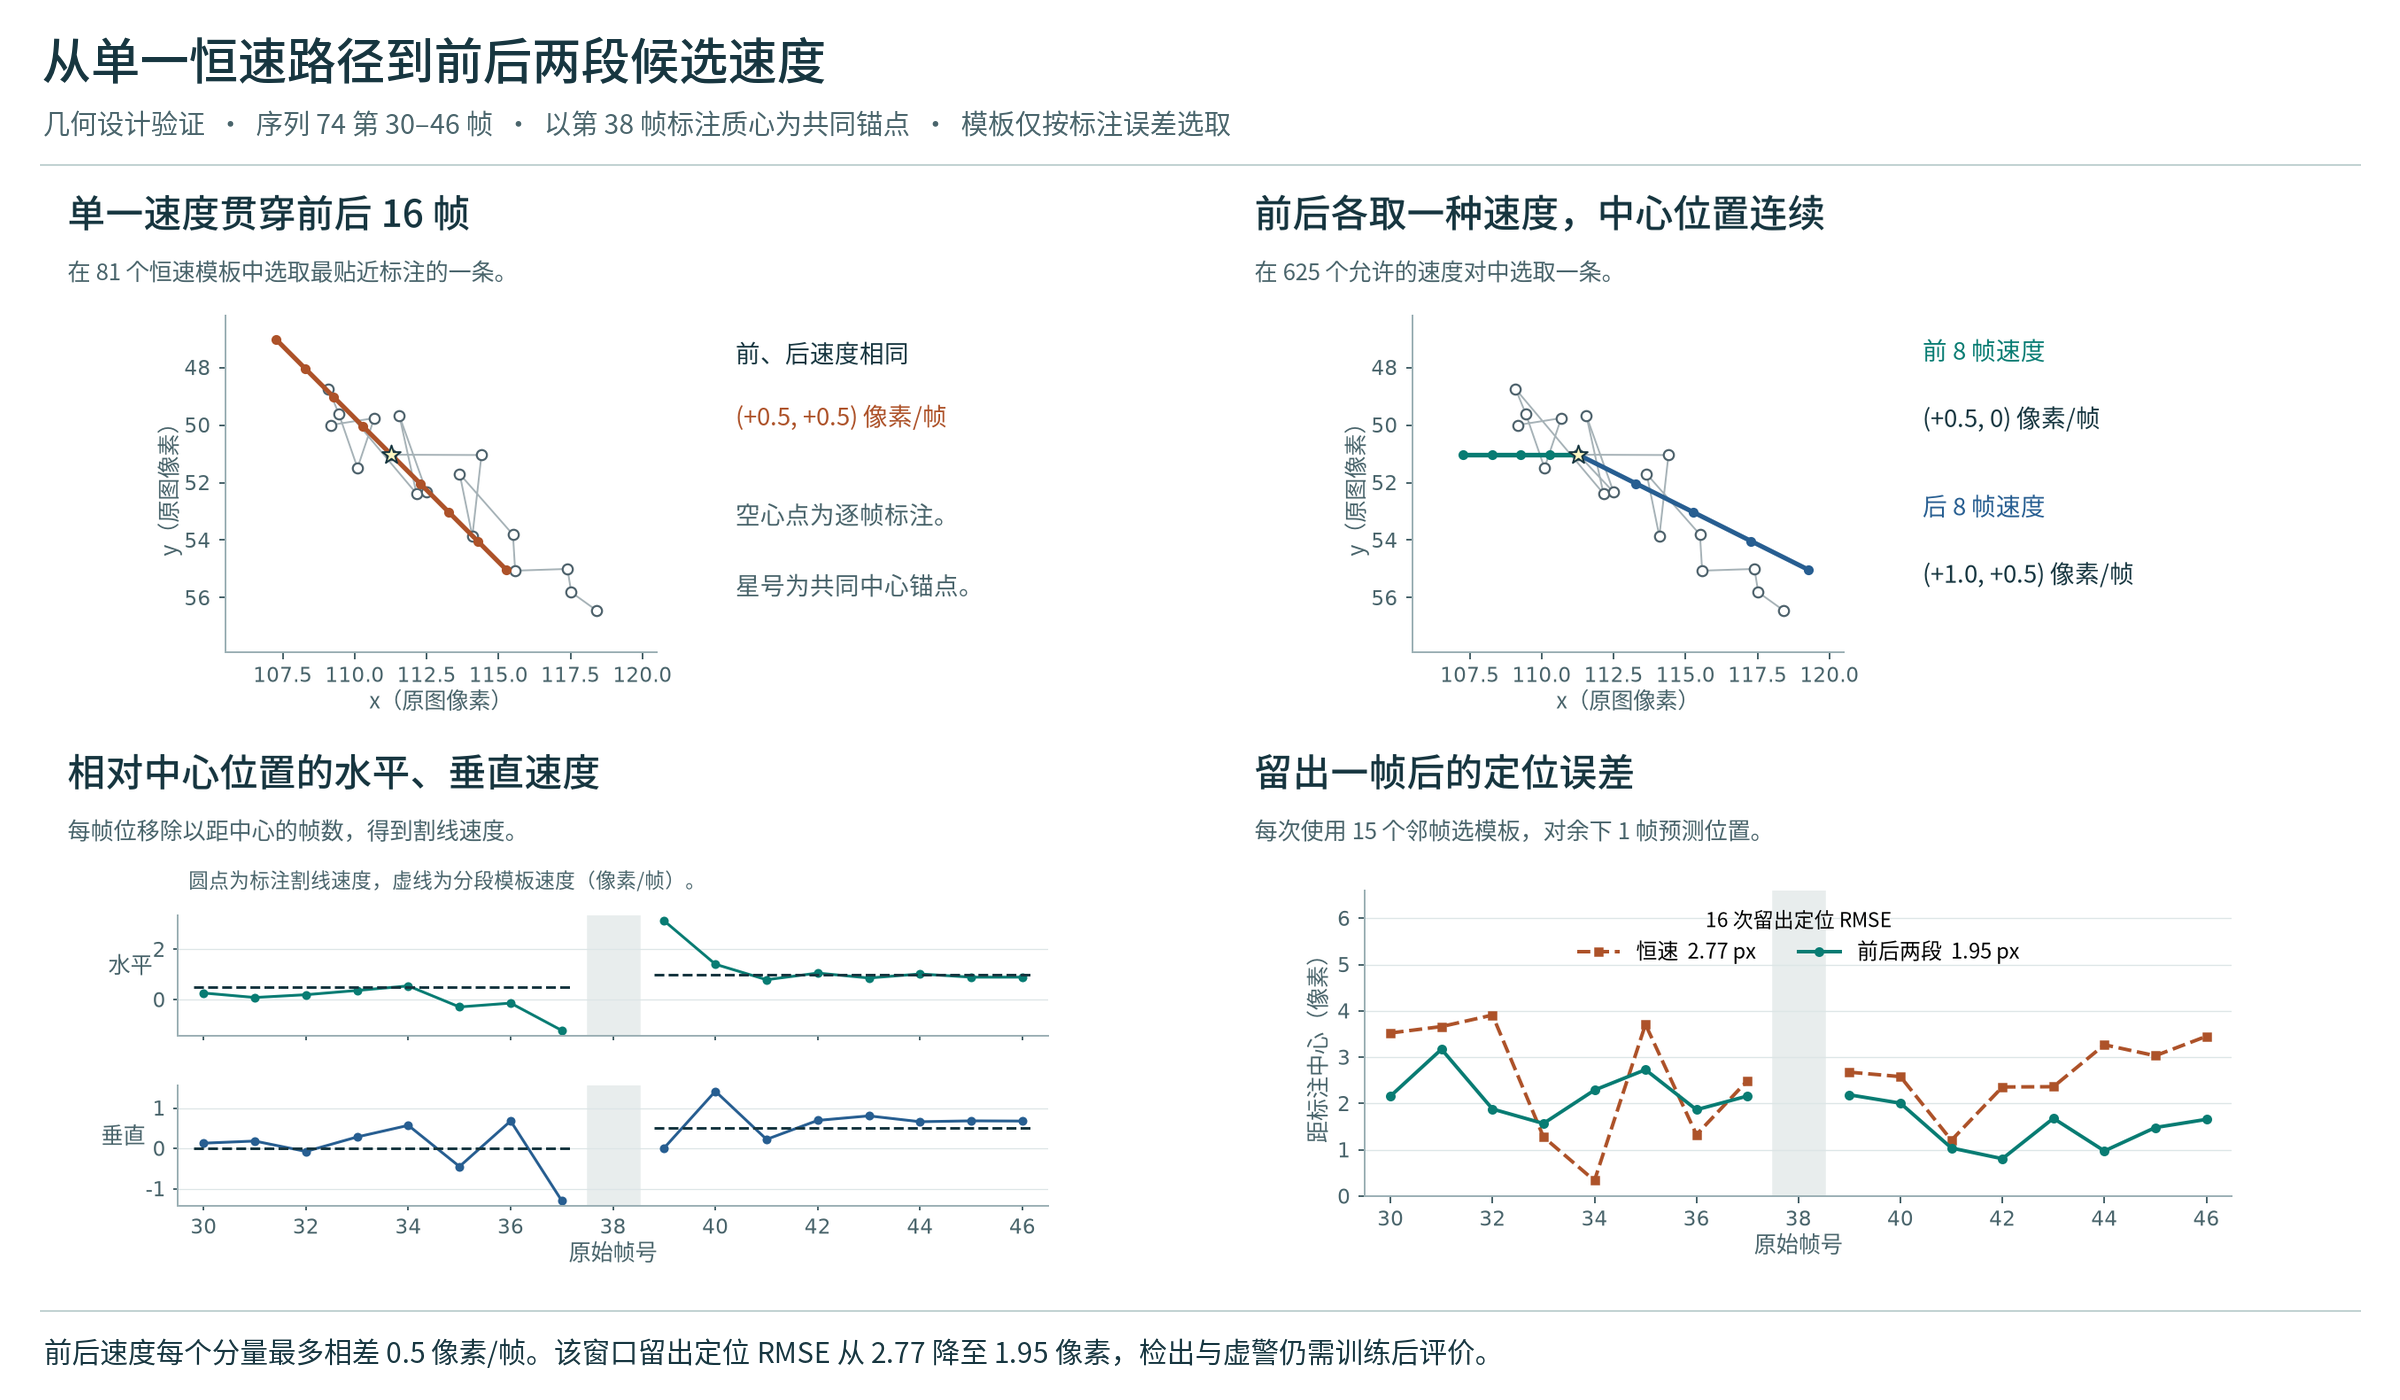 从单一恒速路径到前后两段候选速度
几何设计验证 • 序列 74 第 30–46 帧 • 以第 38 帧标注质心为共同锚点 • 模板仅按标注误差选取
单一速度贯穿前后 16 帧
在 81 个恒速模板中选取最贴近标注的一条。
48
50
52
54
56
y（原图像素）
107.5 110.0 112.5 115.0 117.5 120.0
x（原图像素）
前、后速度相同
(+0.5, +0.5) 像素/帧
空心点为逐帧标注。
星号为共同中心锚点。
前后各取一种速度，中心位置连续
在 625 个允许的速度对中选取一条。
48
50
52
54
56
y（原图像素）
107.5 110.0 112.5 115.0 117.5 120.0
x（原图像素）
前 8 帧速度
(+0.5, 0) 像素/帧
后 8 帧速度
(+1.0, +0.5) 像素/帧
相对中心位置的水平、垂直速度
每帧位移除以距中心的帧数，得到割线速度。
圆点为标注割线速度，虚线为分段模板速度（像素/帧）。
水平
2
0
垂直
1
0
-1
30 32 34 36 38 40 42 44 46
原始帧号
留出一帧后的定位误差
每次使用 15 个邻帧选模板，对余下 1 帧预测位置。
16 次留出定位 RMSE
恒速 2.77 px 前后两段 1.95 px
6
5
4
3
2
1
0
距标注中心（像素）
30 32 34 36 38 40 42 44 46
原始帧号
前后速度每个分量最多相差 0.5 像素/帧。该窗口留出定位 RMSE 从 2.77 降至 1.95 像素，检出与虚警仍需训练后评价。